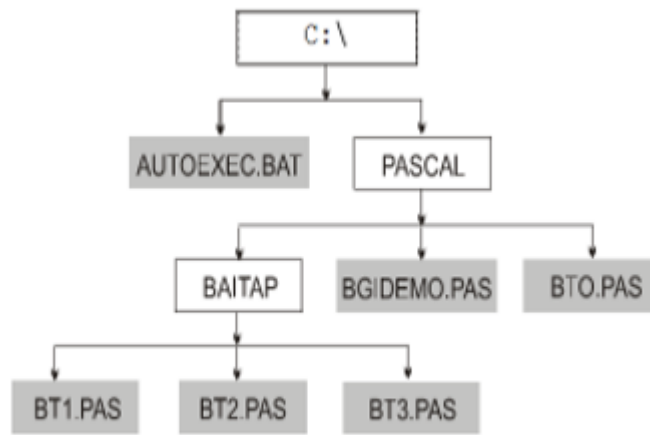 C:\
AUTOEXEC.BAT PASCAL
BAITAP BGIDEMO.PAS BTO.PAS
BT1.PAS BT2.PAS BT3.PAS